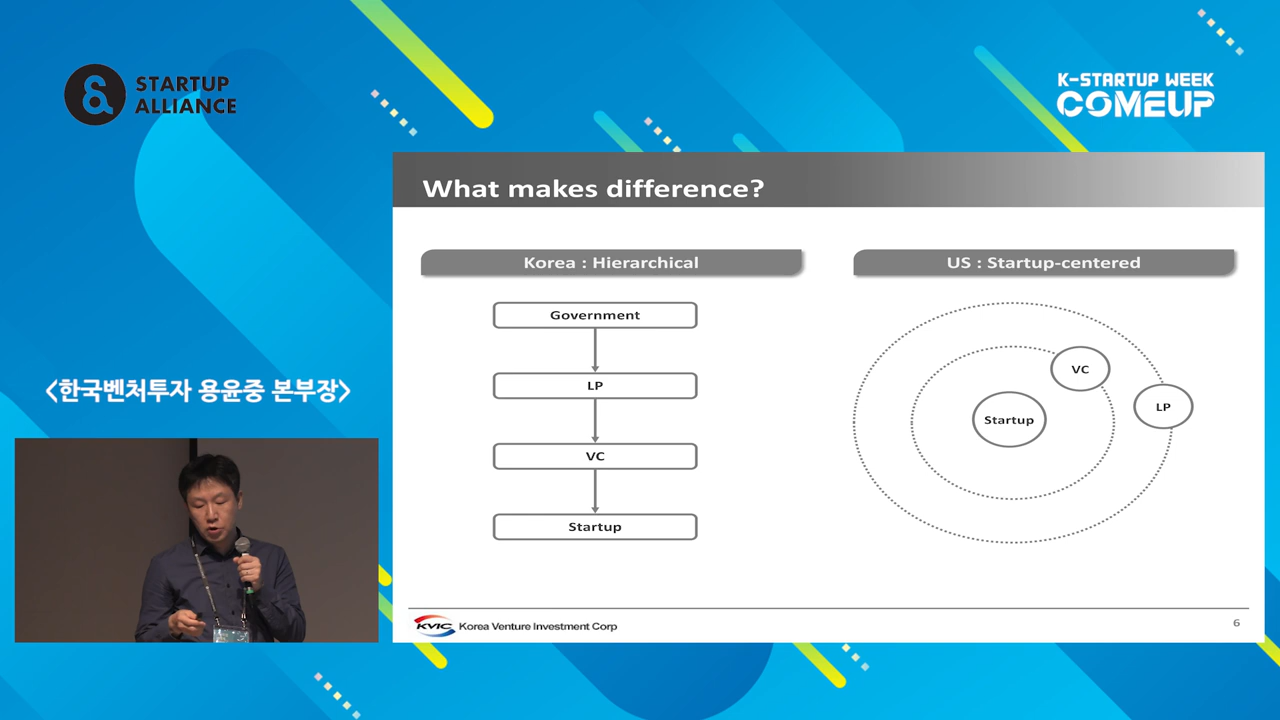 STARTUP
ALLIANCE
K-STARTUP WEEK
COMEUP
What makes difference?
Korea : Hierarchical
Government
LP
VC
Startup
US : Startup-centered
VC
LP
Startup
<한국벤처투자 용윤중 본부장>
KVIC Korea Venture Investment Corp
6